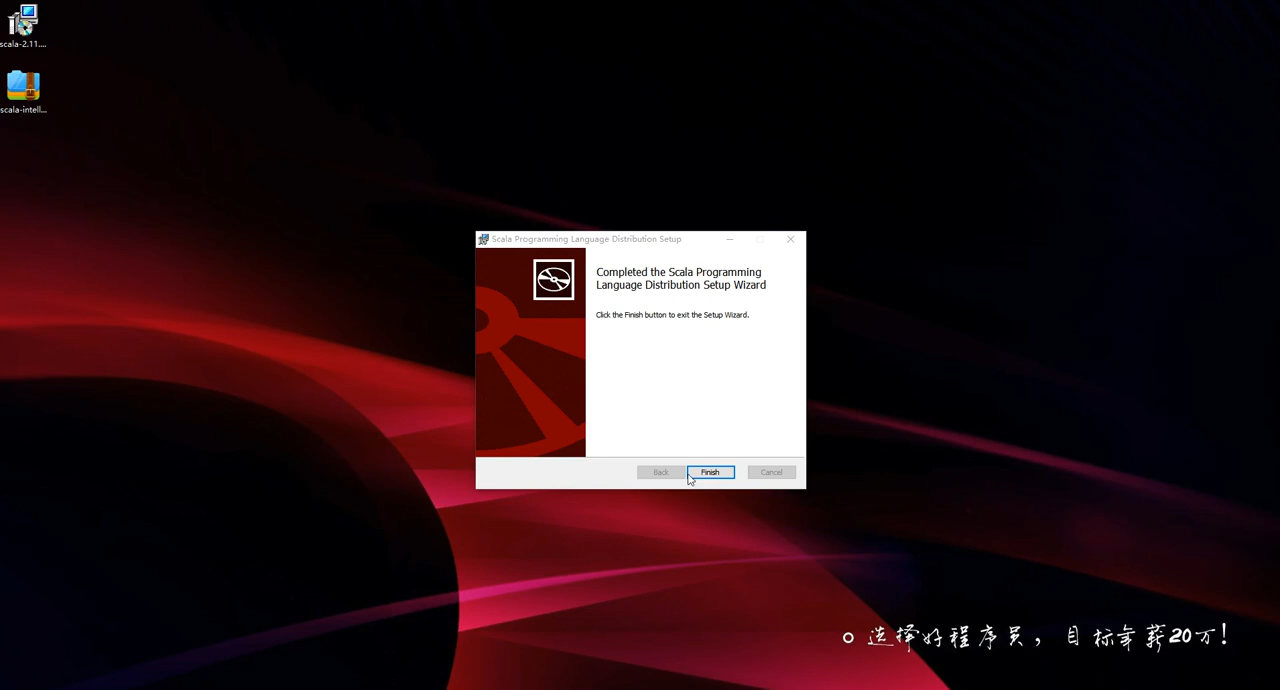 scala-2.11....
scala-intell...
Scala Programming Language Distribution Setup
Completed the Scala Programming
Language Distribution Setup Wizard
Click the Finish button to exit the Setup Wizard.
Back
Finish
Cancel
选择好程序员，目标年薪20万！